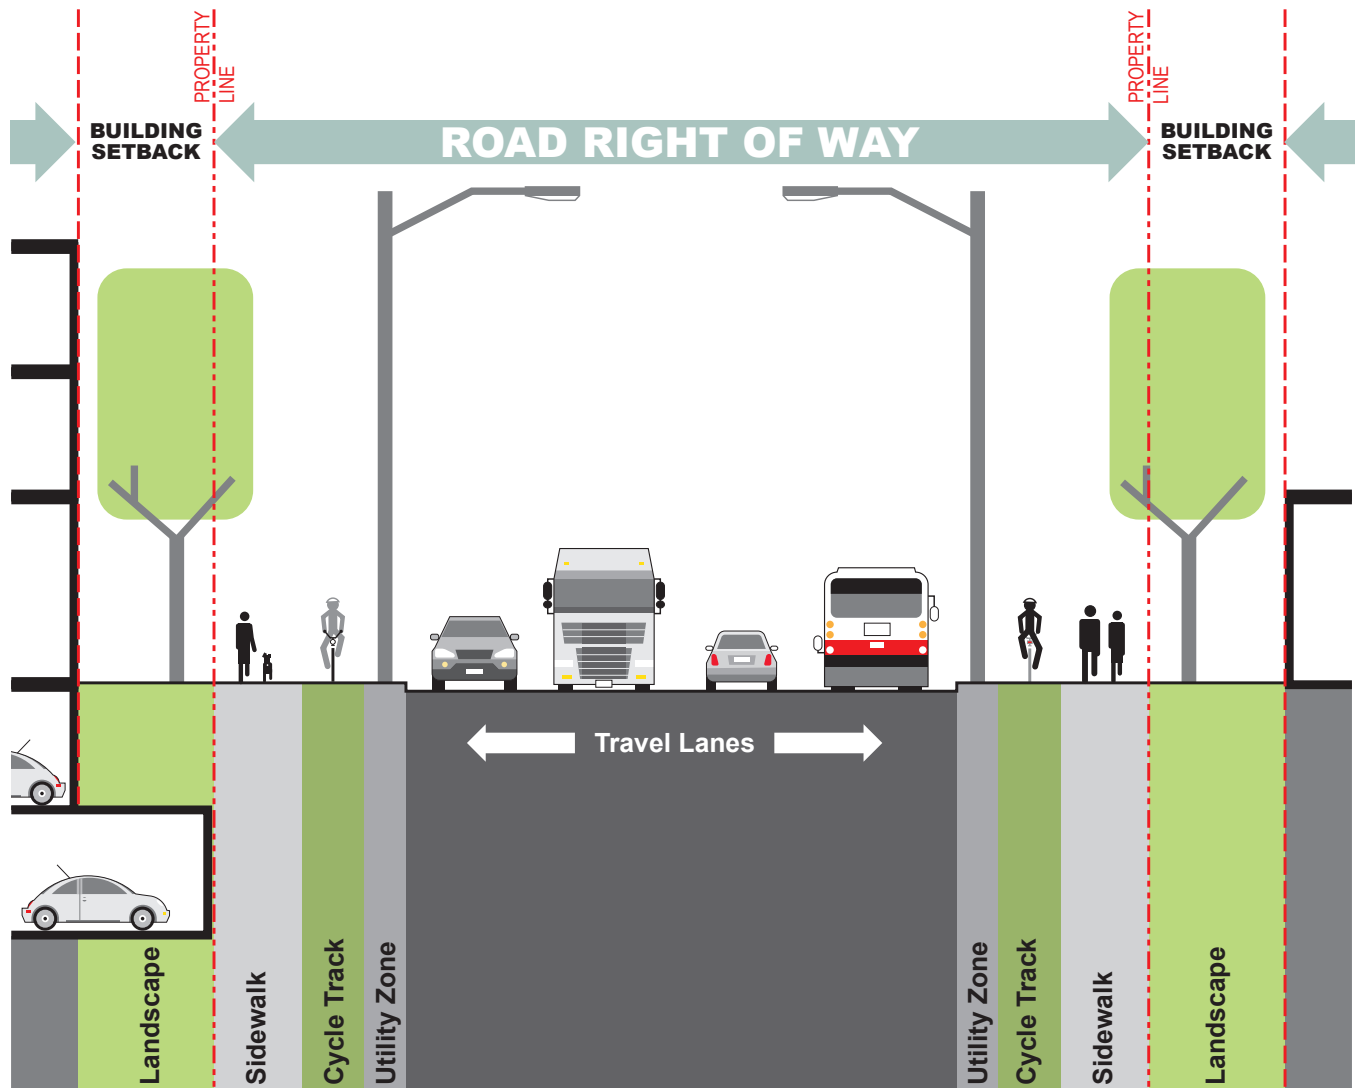 PROPERTY
LINE
PROPERTY
LINE
BUILDING
SETBACK
ROAD RIGHT OF WAY
BUILDING
SETBACK
Travel Lanes
Landscape
Sidewalk
Cycle Track
Utility Zone
Utility Zone
Cycle Track
Sidewalk
Landscape